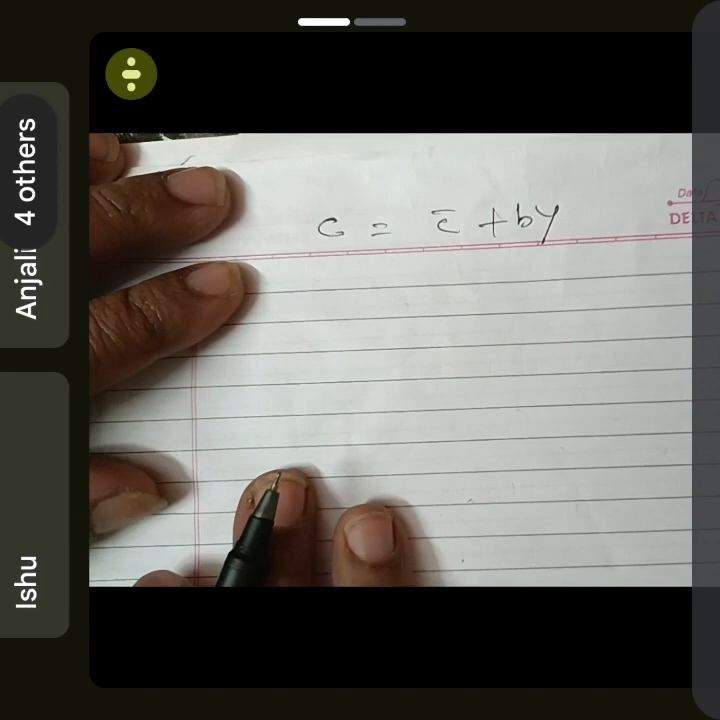 4 others
Anjali
Ishu
C = c̄ + by
DELTA